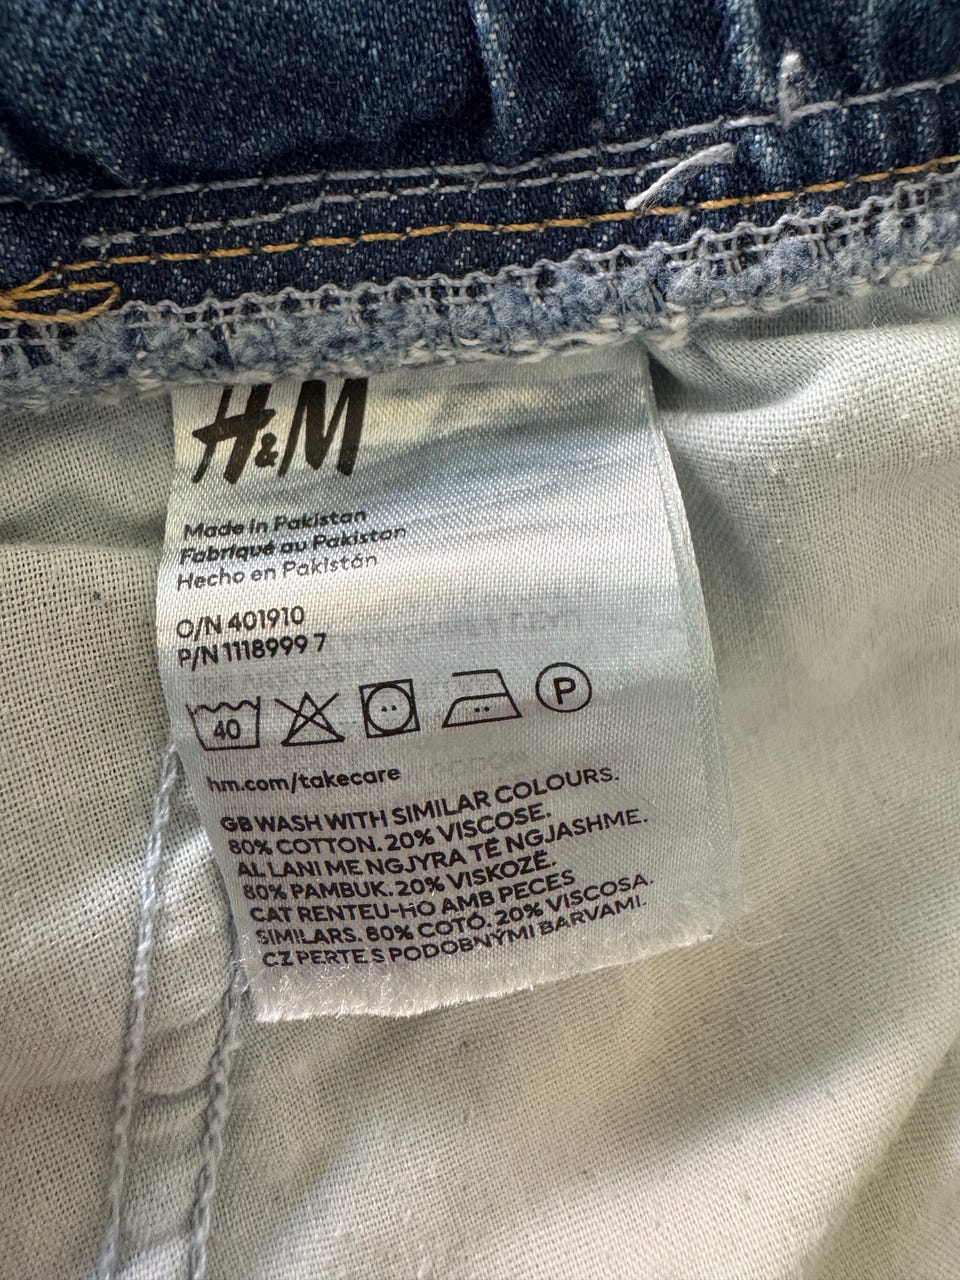 H&M
Made in Pakistan
Fabriqué au Pakistan
Hecho en Pakistán
O/N 401910
P/N 1118999 7
40
P
hm.com/takecare
GB WASH WITH SIMILAR COLOURS.
80% COTTON. 20% VISCOSE.
AL LANI ME NGJYRA TË NGJASHME.
80% PAMBUK. 20% VISKOZË.
CAT RENTEU-HO AMB PECES
SIMILARS. 80% COTÓ. 20% VISCOSA.
CZ PERTE S PODOBNÝMI BARVAMI.